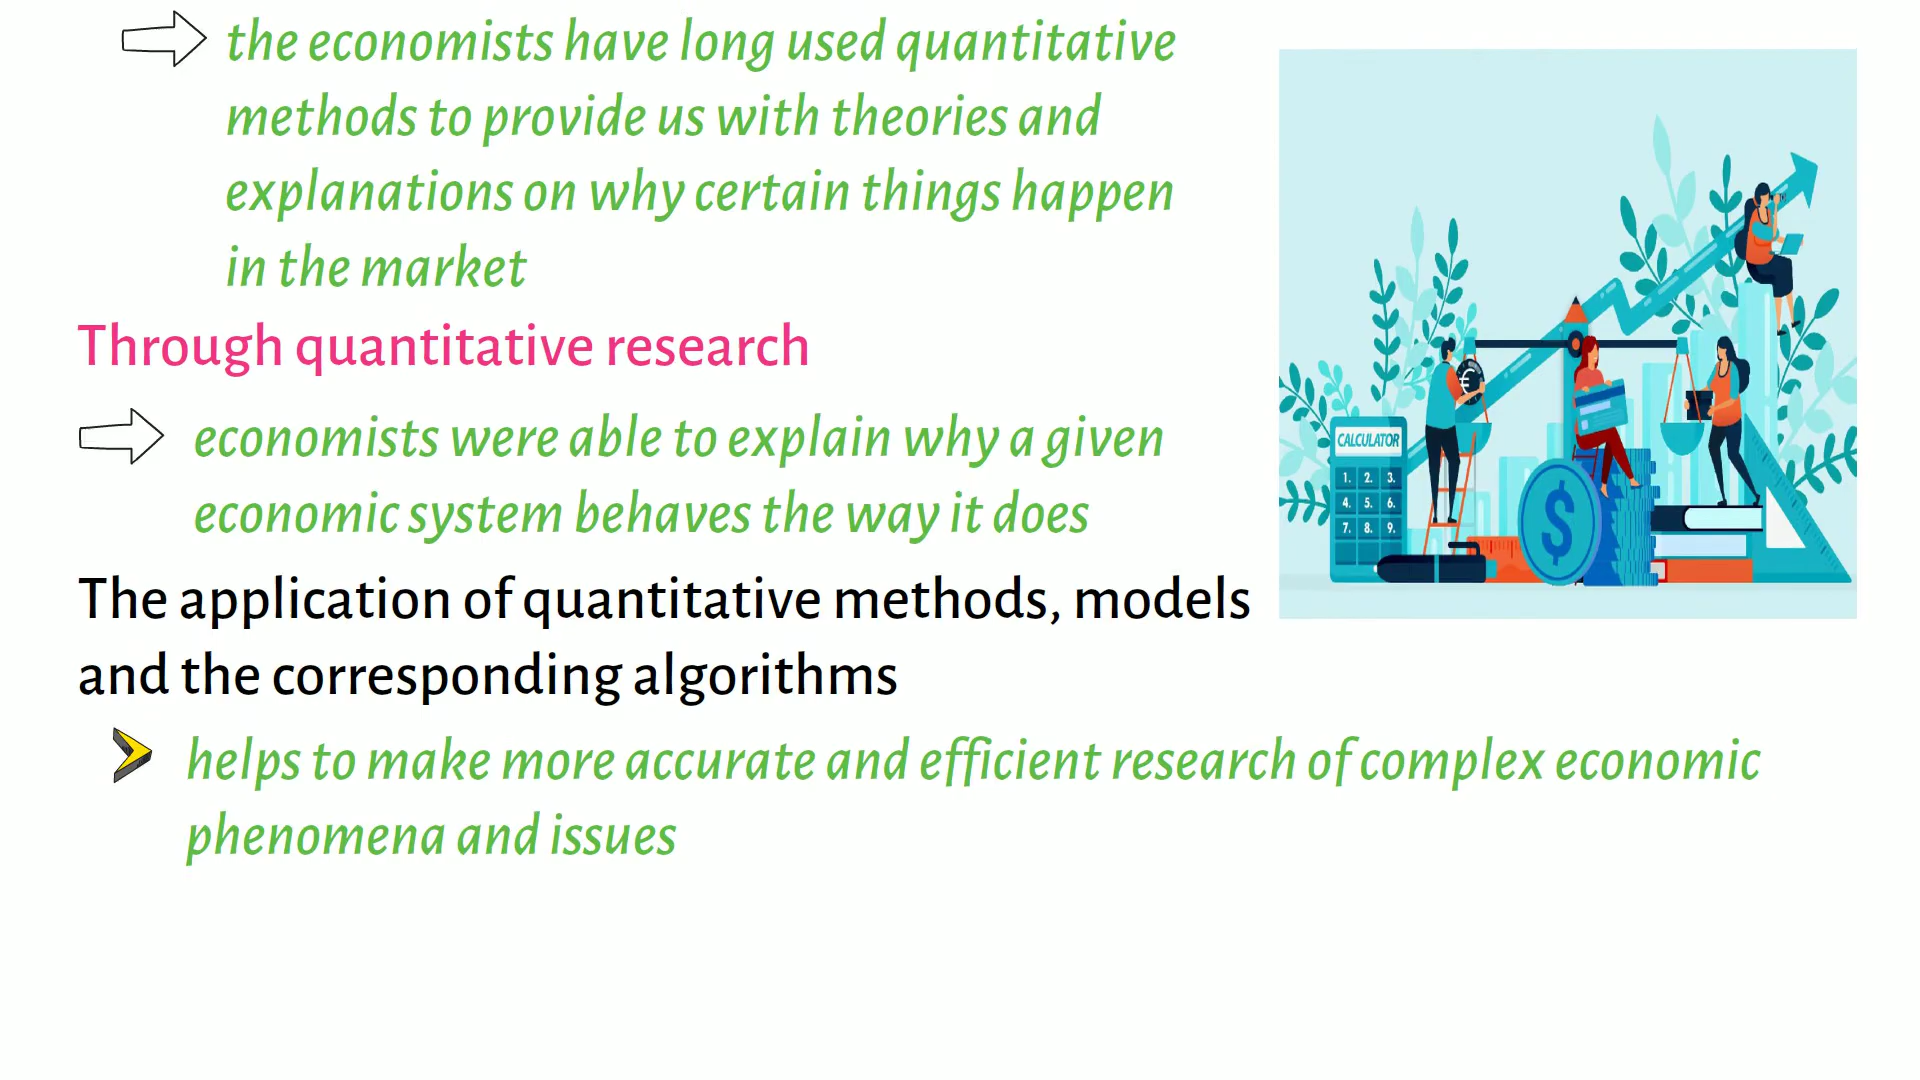 the economists have long used quantitative
methods to provide us with theories and
explanations on why certain things happen
in the market
Through quantitative research
economists were able to explain why a given
economic system behaves the way it does
The application of quantitative methods, models
and the corresponding algorithms
helps to make more accurate and efficient research of complex economic
phenomena and issues
CALCULATOR
1. 2. 3.
4. 5. 6.
7. 8. 9.
€
$